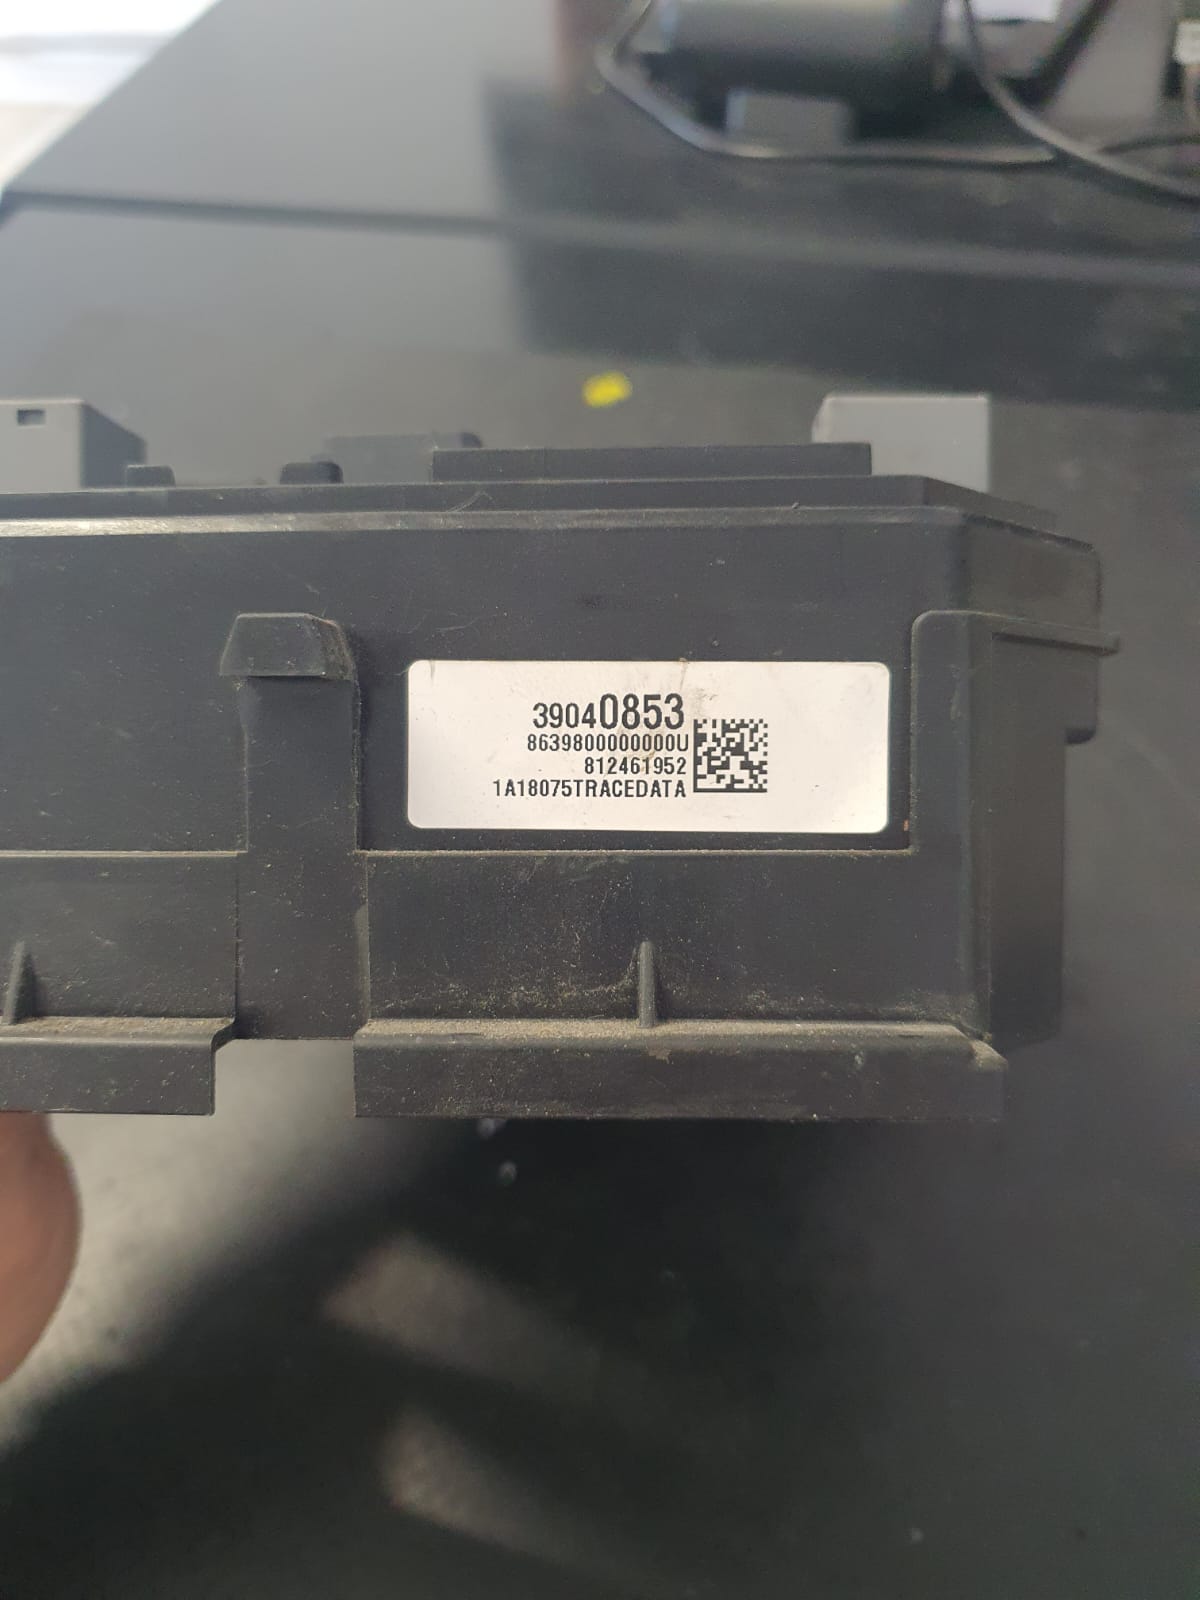 39040853
8639800000000U
812461952
1A18075TRACEDATA